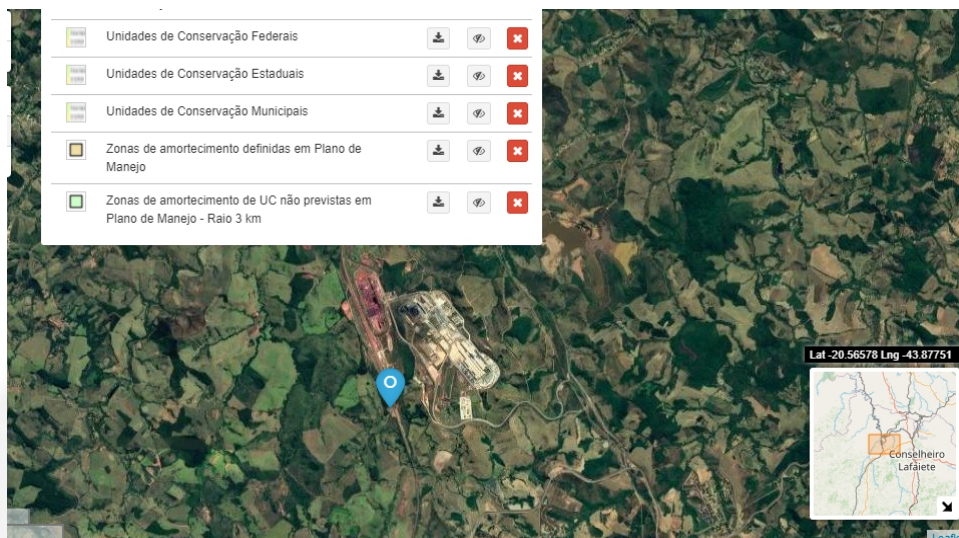 Unidades de Conservação Federais
Unidades de Conservação Estaduais
Unidades de Conservação Municipais
Zonas de amortecimento definidas em Plano de
Manejo
Zonas de amortecimento de UC não previstas em
Plano de Manejo - Raio 3 km
Lat -20.56578 Lng -43.87751
Conselheiro
Lafaiete